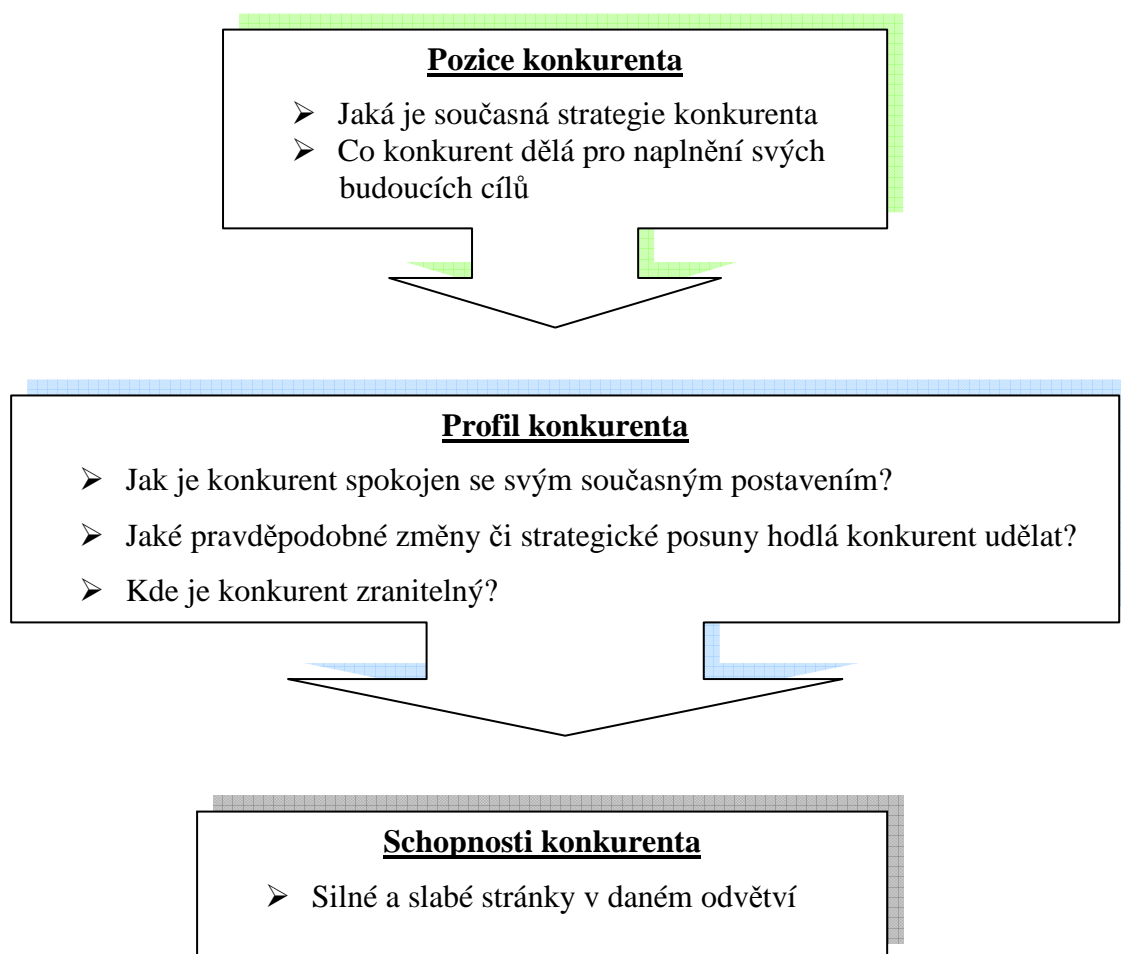 Pozice konkurenta
➢ Jaká je současná strategie konkurenta
➢ Co konkurent dělá pro naplnění svých
budoucích cílů
Profil konkurenta
➢ Jak je konkurent spokojen se svým současným postavením?
➢ Jaké pravděpodobné změny či strategické posuny hodlá konkurent udělat?
➢ Kde je konkurent zranitelný?
Schopnosti konkurenta
➢ Silné a slabé stránky v daném odvětví